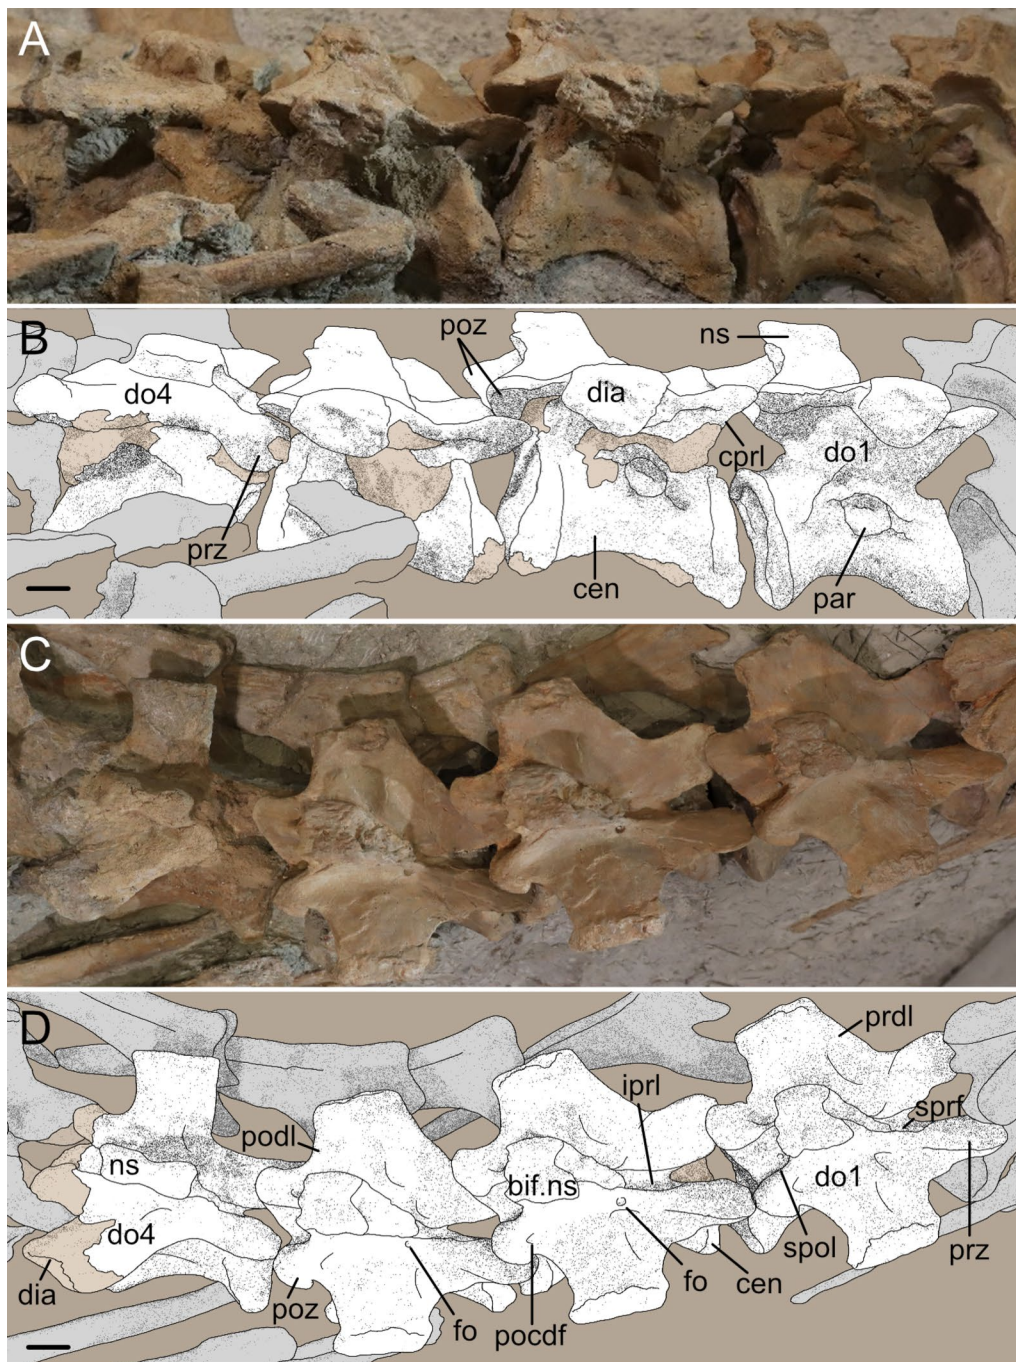 A
B
poz
ns
do4
dia
cprl
do1
prz
cen
par
C
D
prdl
iprl
sprf
podl
ns
bif.ns
do1
do4
spol
prz
dia
poz
fo
pocdf
fo
cen